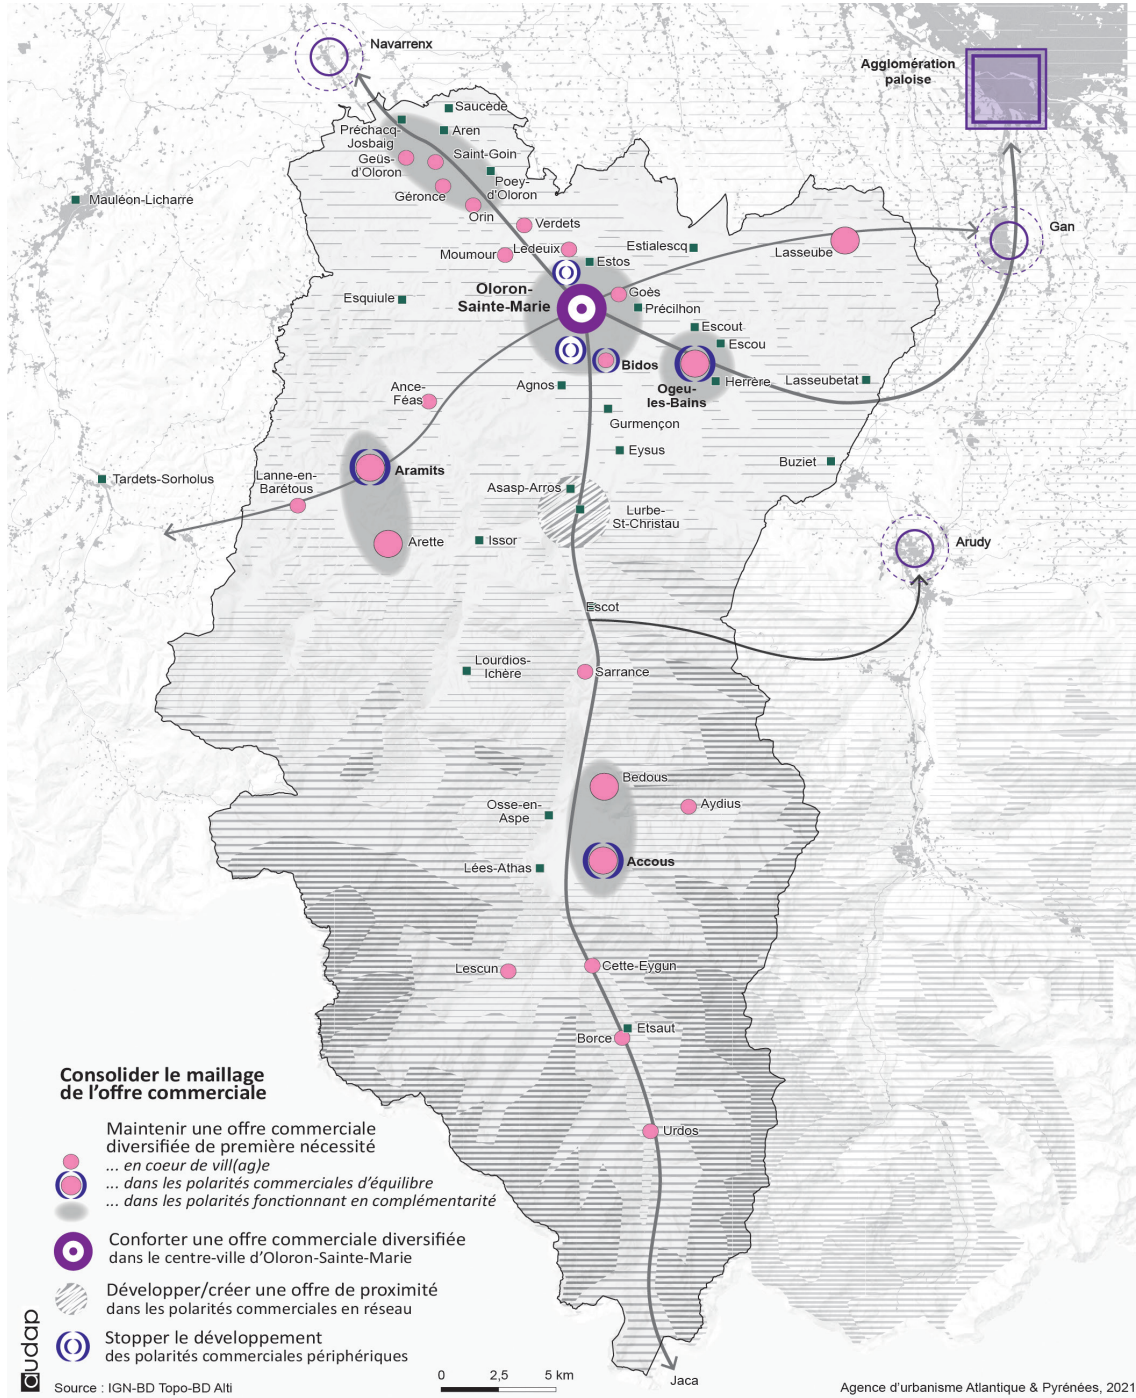 Navarrenx
Agglomération
paloise
Saucède
Préchacq-
Josbaig
Aren
Geüs-
d'Oloron
Saint-Goin
Poey-
d'Oloron
Géronce
Orin
Mauléon-Licharre
Verdets
Gan
Moumour
Ledeuix
Estos
Estialescq
Lasseube
Esquiule
Oloron-
Sainte-Marie
Goès
Précilhon
Escout
Escou
Bidos
Ogeu-
les-Bains
Herrère
Lasseubetat
Agnos
Ance-
Féas
Gurmençon
Eysus
Buziet
Aramits
Lanne-en-
Barétous
Tardets-Sorholus
Asasp-Arros
Lurbe-
St-Christau
Arette
Issor
Arudy
Escot
Lourdios-
Ichère
Sarrance
Bedous
Aydius
Osse-en-
Aspe
Accous
Lées-Athas
Lescun
Cette-Eygun
Etsaut
Borce
Urdos
Jaca
Consolider le maillage
de l'offre commerciale
Maintenir une offre commerciale
diversifiée de première nécessité
... en coeur de vill(ag)e
... dans les polarités commerciales d'équilibre
... dans les polarités fonctionnant en complémentarité
Conforter une offre commerciale diversifiée
dans le centre-ville d'Oloron-Sainte-Marie
Développer/créer une offre de proximité
dans les polarités commerciales en réseau
Stopper le développement
des polarités commerciales périphériques
audap
Source : IGN-BD Topo-BD Alti
0 2,5 5 km
Agence d'urbanisme Atlantique & Pyrénées, 2021